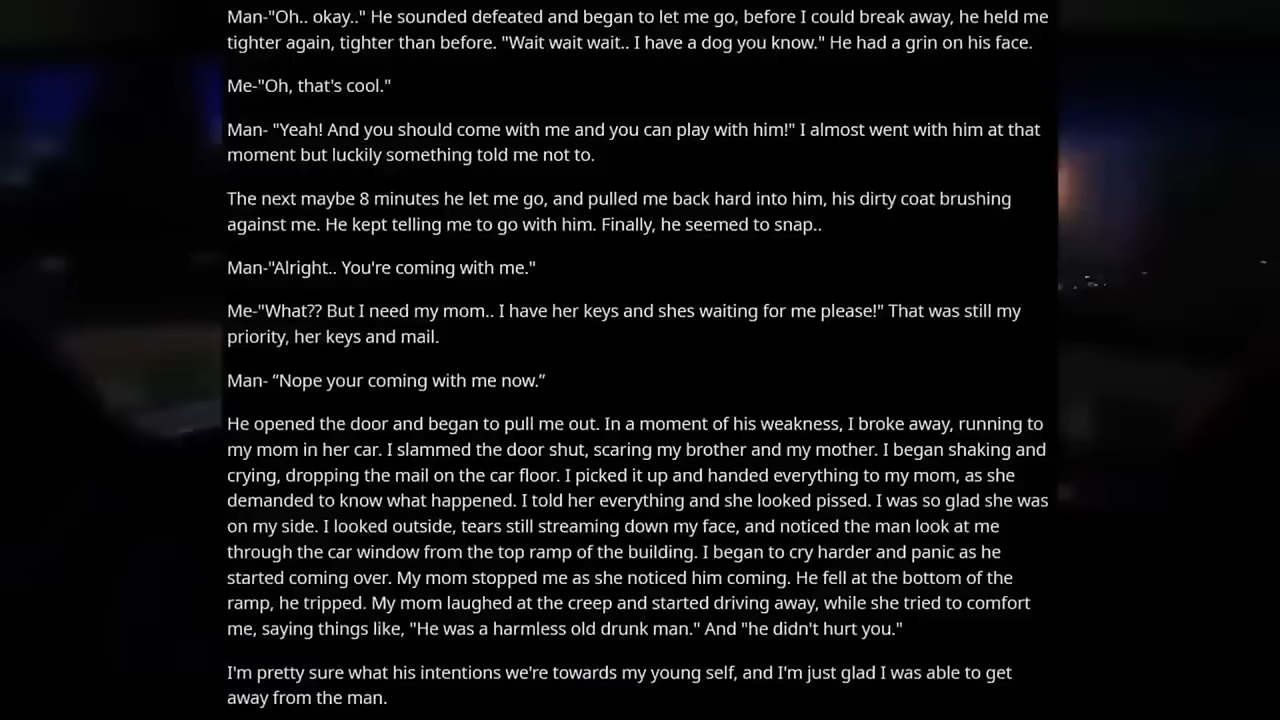 Man-"Oh.. okay.." He sounded defeated and began to let me go, before I could break away, he held me
tighter again, tighter than before. "Wait wait wait.. I have a dog you know." He had a grin on his face.
Me-"Oh, that's cool."
Man- "Yeah! And you should come with me and you can play with him!" I almost went with him at that
moment but luckily something told me not to.
The next maybe 8 minutes he let me go, and pulled me back hard into him, his dirty coat brushing
against me. He kept telling me to go with him. Finally, he seemed to snap..
Man-"Alright.. You're coming with me."
Me-"What?? But I need my mom.. I have her keys and shes waiting for me please!" That was still my
priority, her keys and mail.
Man- “Nope your coming with me now.”
He opened the door and began to pull me out. In a moment of his weakness, I broke away, running to
my mom in her car. I slammed the door shut, scaring my brother and my mother. I began shaking and
crying, dropping the mail on the car floor. I picked it up and handed everything to my mom, as she
demanded to know what happened. I told her everything and she looked pissed. I was so glad she was
on my side. I looked outside, tears still streaming down my face, and noticed the man look at me
through the car window from the top ramp of the building. I began to cry harder and panic as he
started coming over. My mom stopped me as she noticed him coming. He fell at the bottom of the
ramp, he tripped. My mom laughed at the creep and started driving away, while she tried to comfort
me, saying things like, "He was a harmless old drunk man." And "he didn't hurt you."
I'm pretty sure what his intentions we're towards my young self, and I'm just glad I was able to get
away from the man.